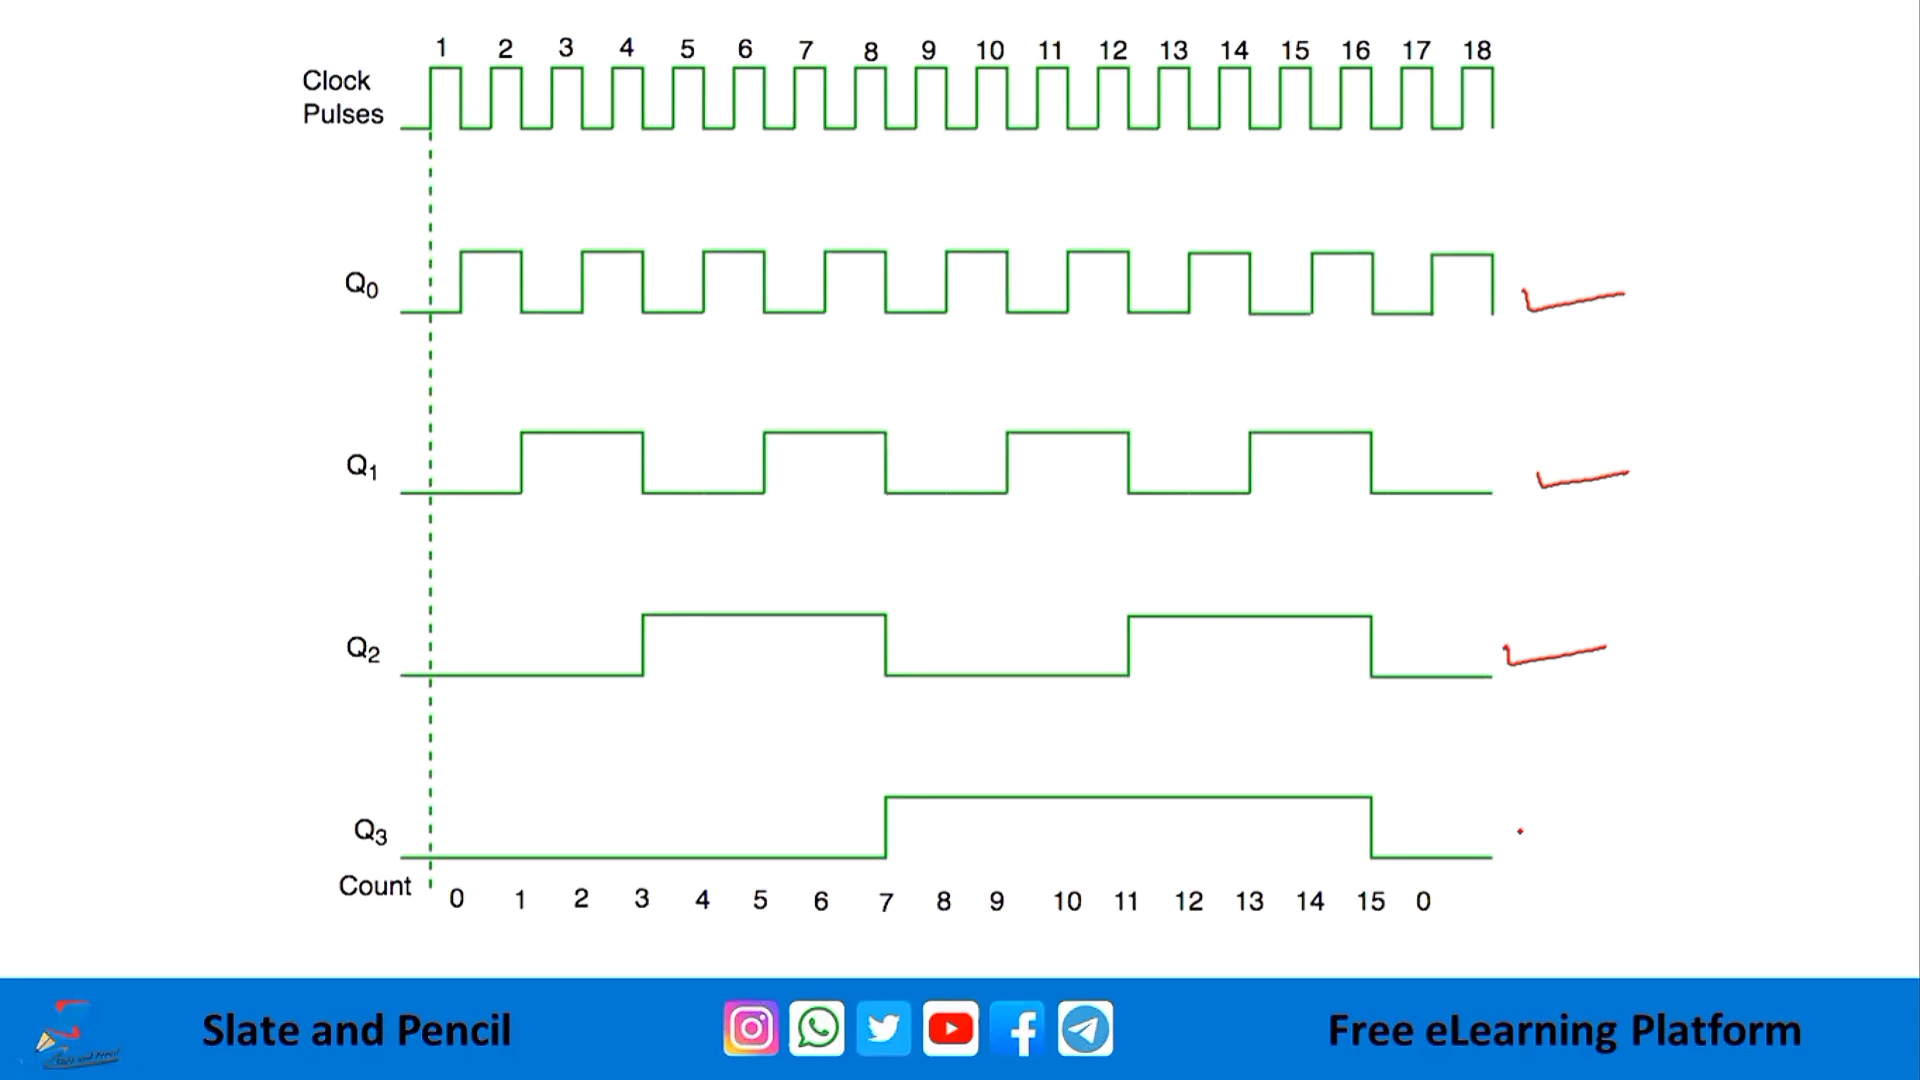 1 2 3 4 5 6 7 8 9 10 11 12 13 14 15 16 17 18
Clock
Pulses
Q0
Q1
Q2
Q3
Count 0 1 2 3 4 5 6 7 8 9 10 11 12 13 14 15 0
Slate and Pencil
Free eLearning Platform